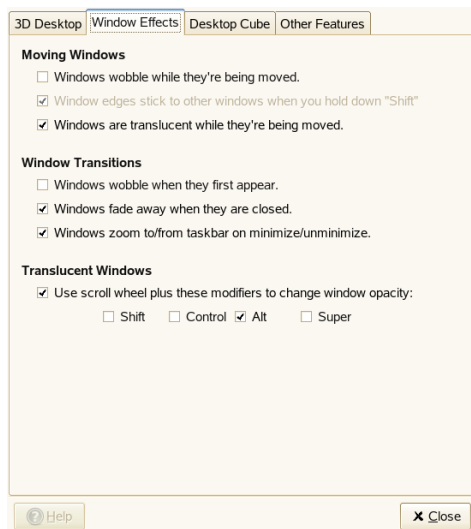 3D Desktop Window Effects Desktop Cube Other Features
Moving Windows
Windows wobble while they're being moved.
Window edges stick to other windows when you hold down "Shift"
Windows are translucent while they're being moved.
Window Transitions
Windows wobble when they first appear.
Windows fade away when they are closed.
Windows zoom to/from taskbar on minimize/unminimize.
Translucent Windows
Use scroll wheel plus these modifiers to change window opacity:
Shift Control Alt Super
Help Close